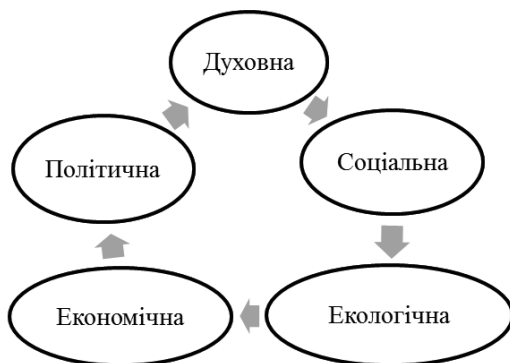 Духовна
Політична
Соціальна
Економічна
Екологічна